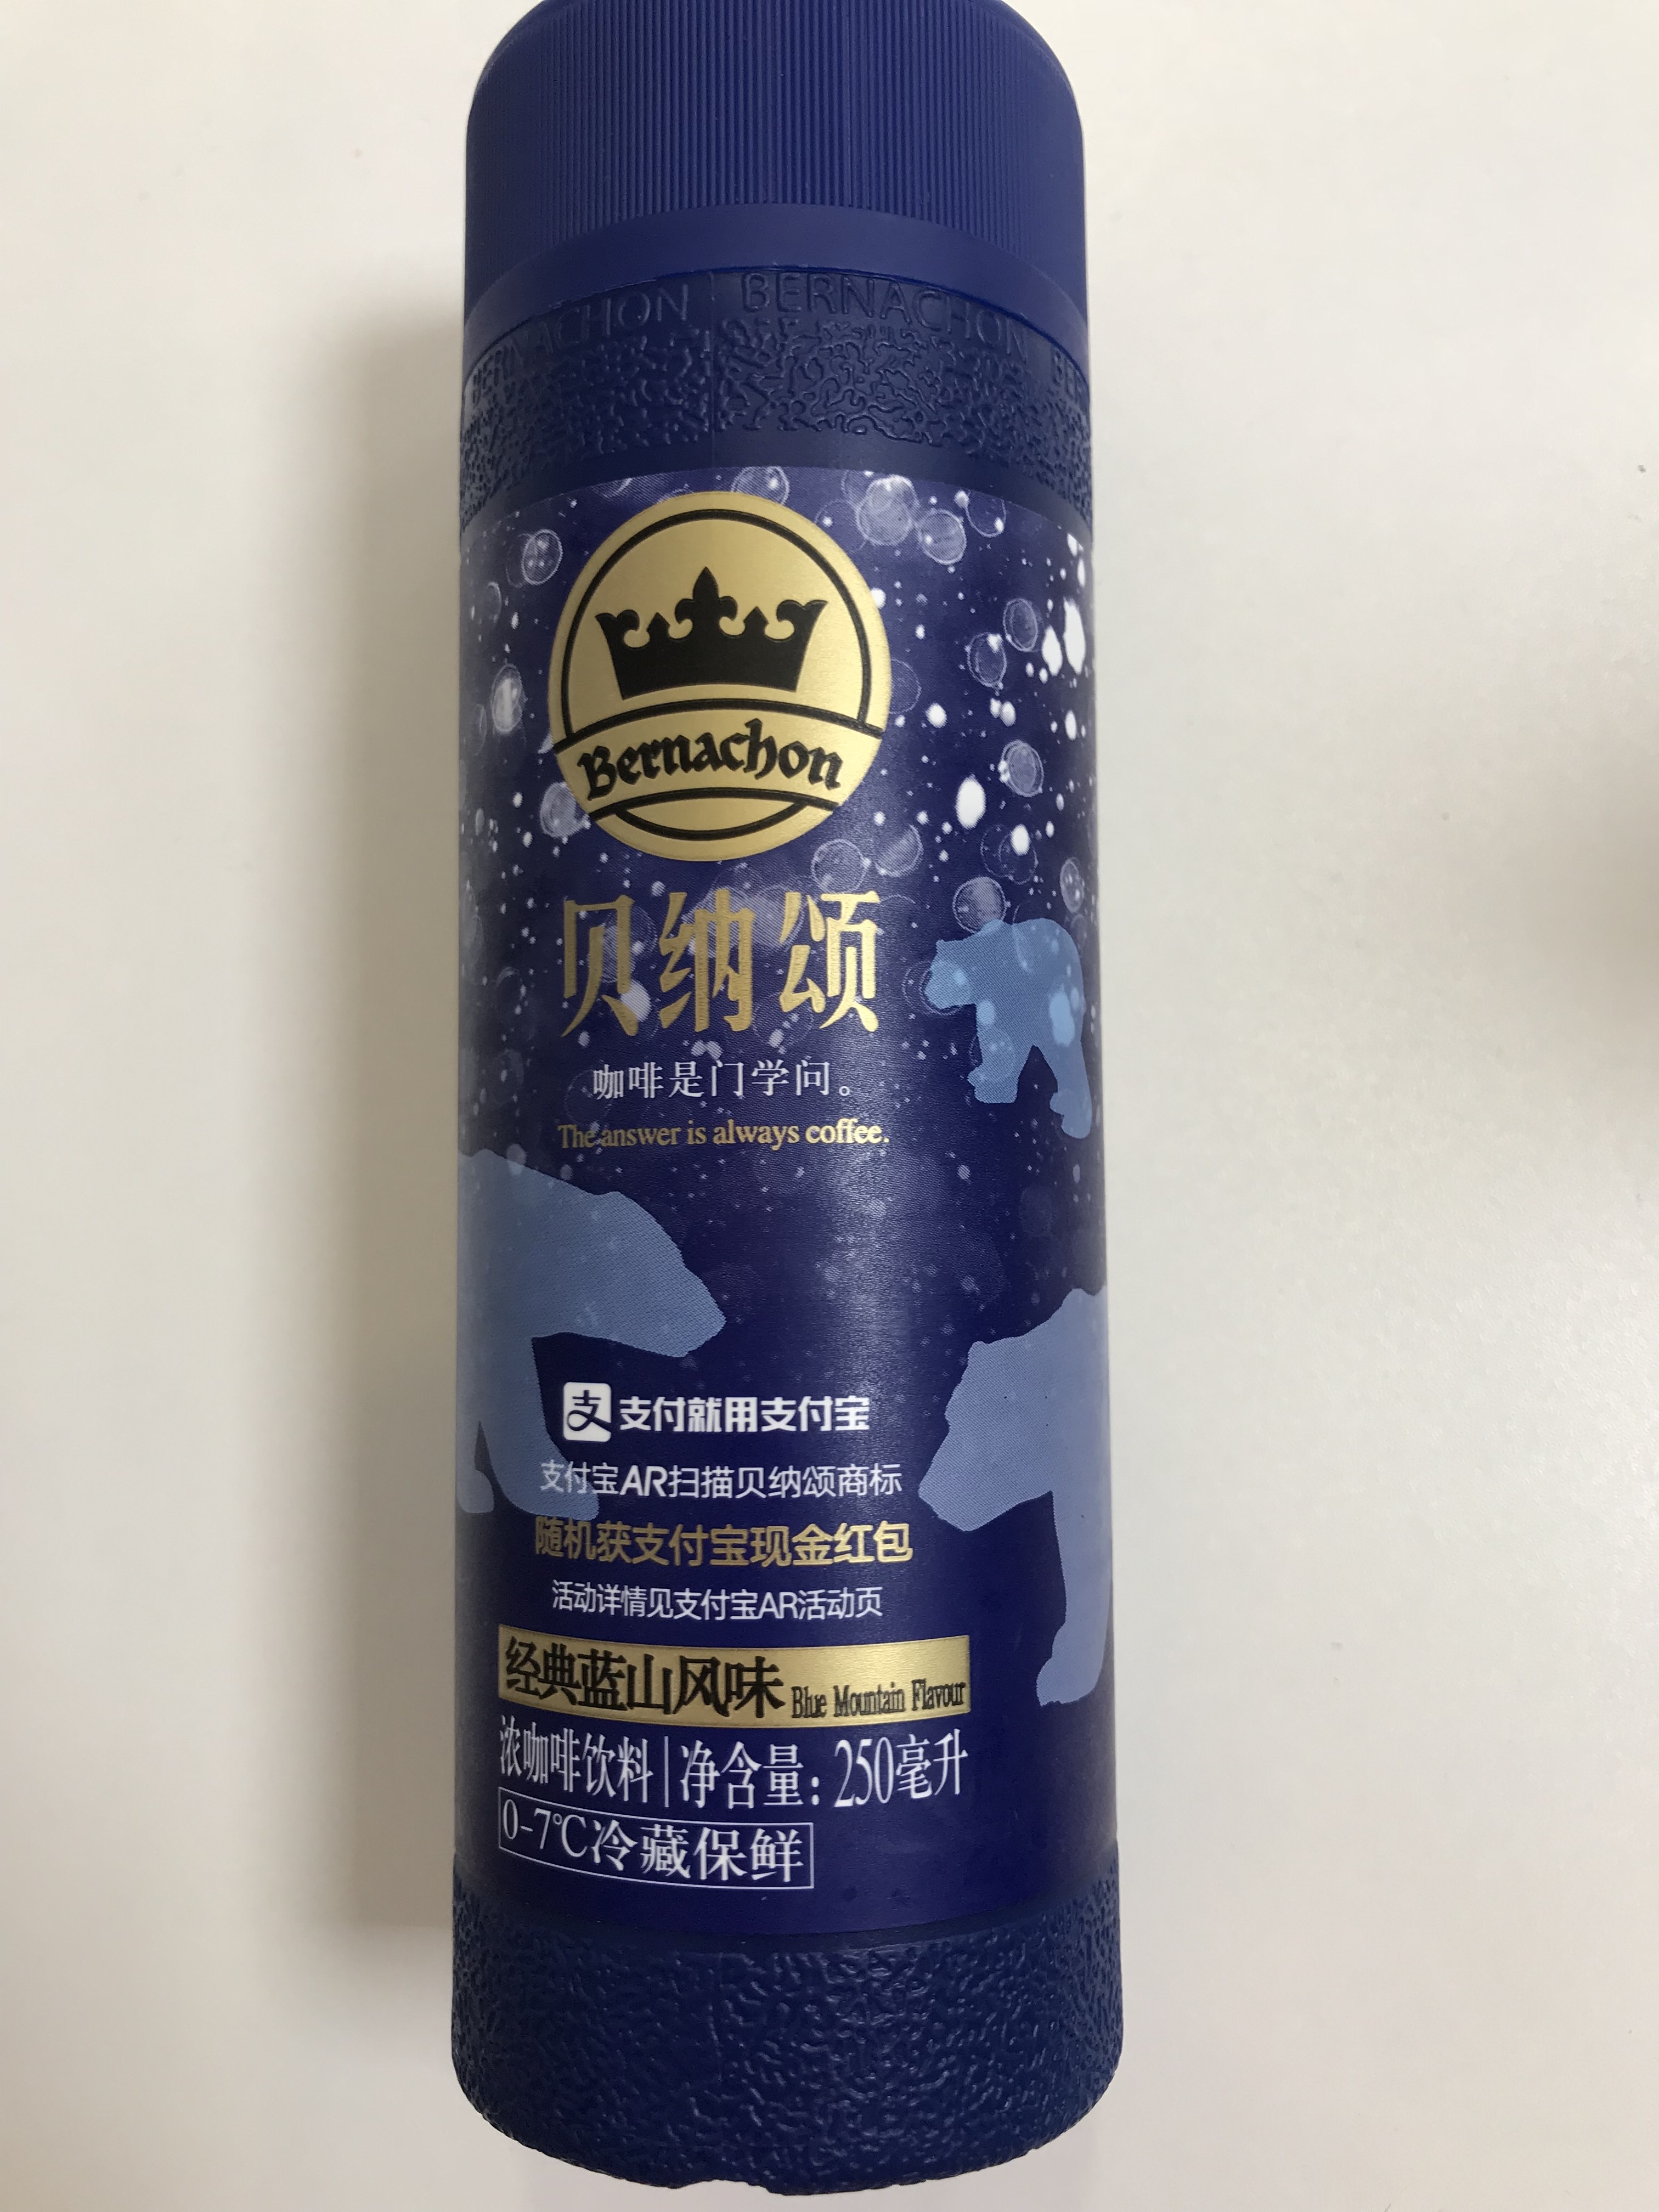 BERNACHON BERNACHON
Bernachon
贝纳颂
咖啡是门学问。
The answer is always coffee.
支 支付就用支付宝
支付宝AR扫描贝纳颂商标
随机获支付宝现金红包
活动详情见支付宝AR活动页
经典蓝山风味 Blue Mountain Flavour
浓咖啡饮料|净含量：250毫升
0-7℃冷藏保鲜